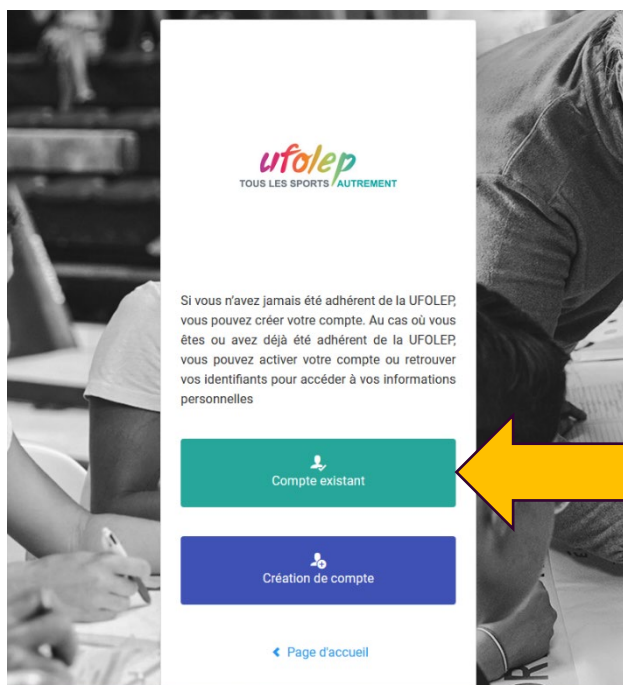 ufolep
TOUS LES SPORTS AUTREMENT
Si vous n'avez jamais été adhérent de la UFOLEP,
vous pouvez créer votre compte. Au cas où vous
êtes ou avez déjà été adhérent de la UFOLEP,
vous pouvez activer votre compte ou retrouver
vos identifiants pour accéder à vos informations
personnelles
Compte existant
Création de compte
Page d'accueil